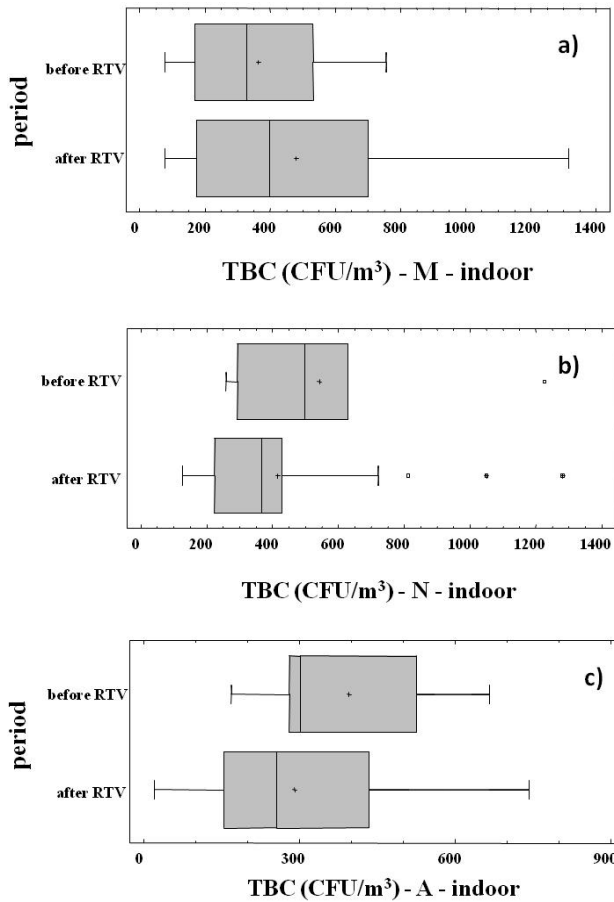 a)
before RTV
period
after RTV
0 200 400 600 800 1000 1200 1400
TBC (CFU/m³) - M - indoor
b)
before RTV
after RTV
0 200 400 600 800 1000 1200 1400
TBC (CFU/m³) - N - indoor
c)
before RTV
period
after RTV
0 300 600 900
TBC (CFU/m³) - A - indoor